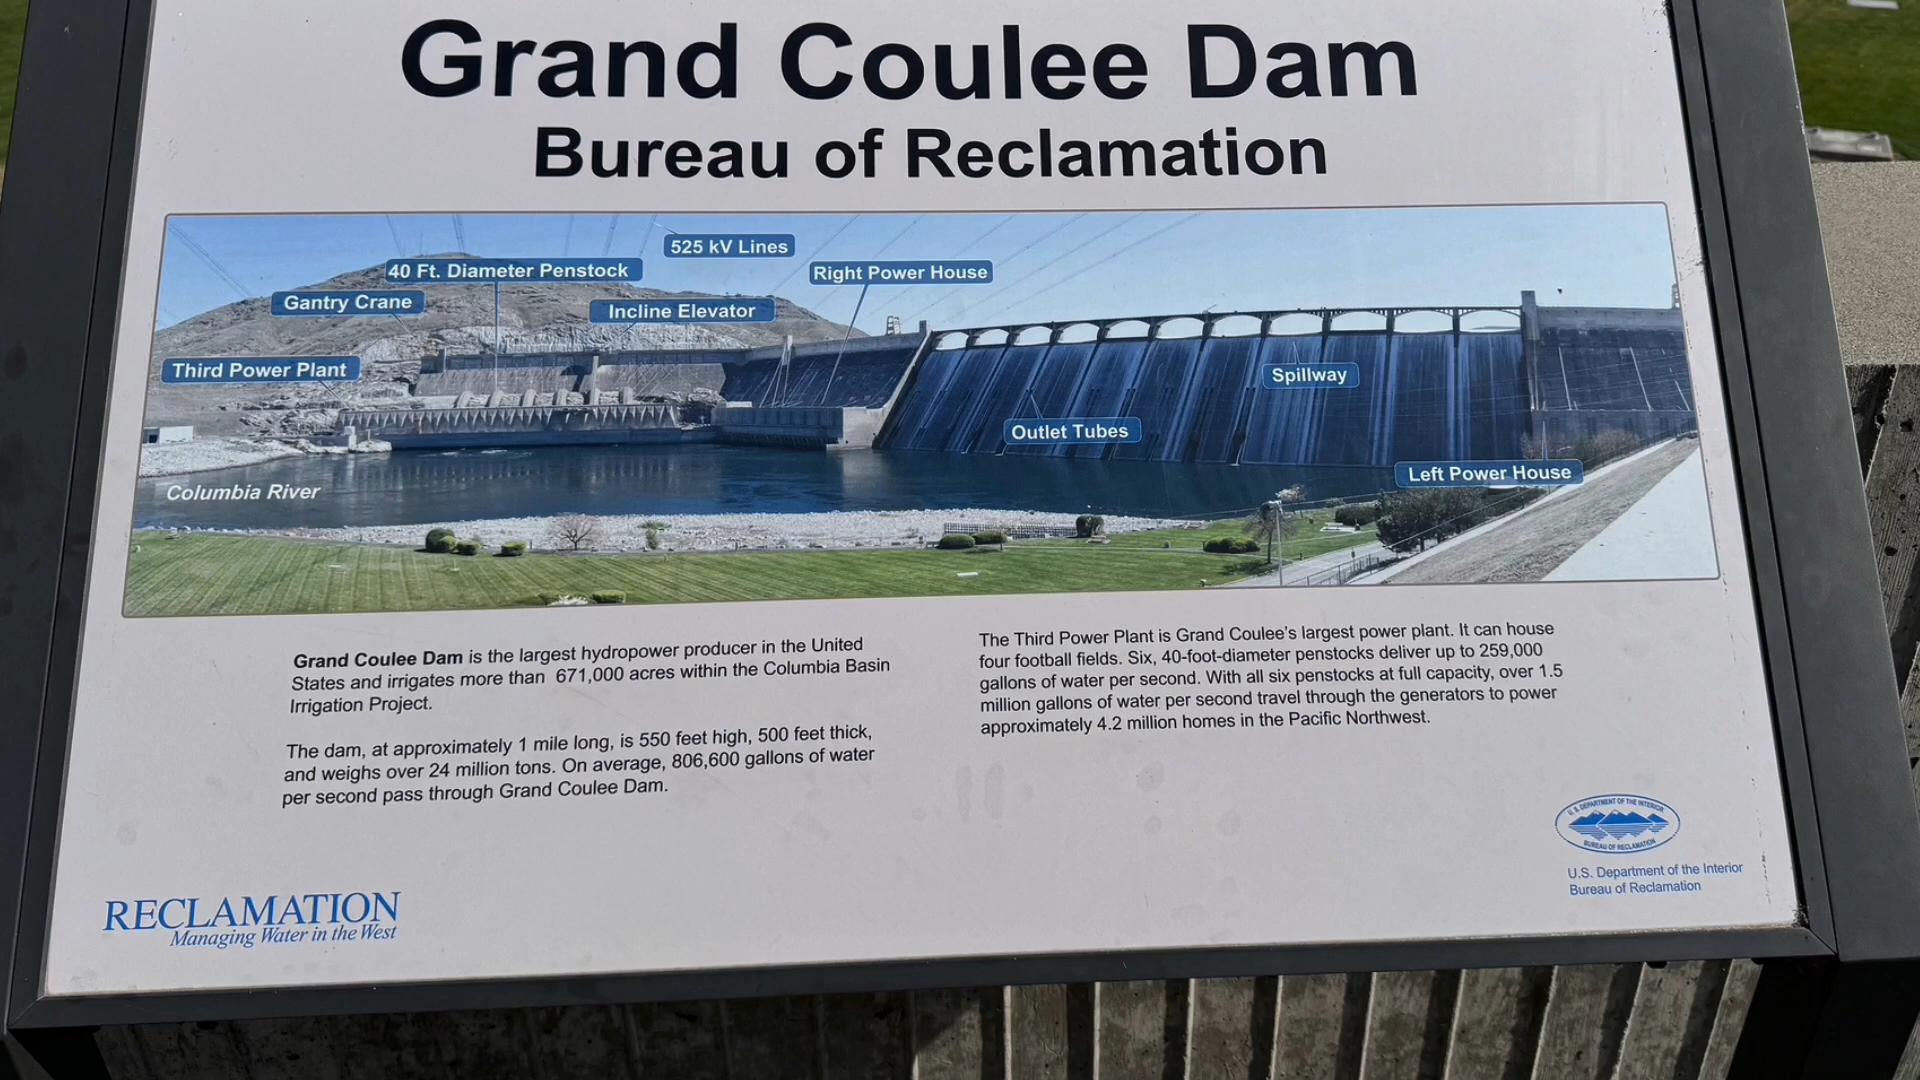 Grand Coulee Dam
Bureau of Reclamation
525 kV Lines
40 Ft. Diameter Penstock
Right Power House
Gantry Crane
Incline Elevator
Third Power Plant
Spillway
Outlet Tubes
Left Power House
Columbia River
Grand Coulee Dam is the largest hydropower producer in the United
States and irrigates more than 671,000 acres within the Columbia Basin
Irrigation Project.
The dam, at approximately 1 mile long, is 550 feet high, 500 feet thick,
and weighs over 24 million tons. On average, 806,600 gallons of water
per second pass through Grand Coulee Dam.
The Third Power Plant is Grand Coulee's largest power plant. It can house
four football fields. Six, 40-foot-diameter penstocks deliver up to 259,000
gallons of water per second. With all six penstocks at full capacity, over 1.5
million gallons of water per second travel through the generators to power
approximately 4.2 million homes in the Pacific Northwest.
U.S. DEPARTMENT OF THE INTERIOR
BUREAU OF RECLAMATION
U.S. Department of the Interior
Bureau of Reclamation
RECLAMATION
Managing Water in the West